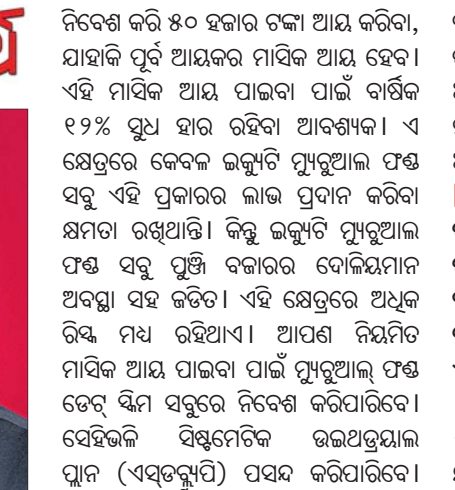 ନିବେଶ କରି ୫୦ ହଜାର ଟଙ୍କା ଆୟ କରିବା,
ଯାହାକି ପୂର୍ବ ଆୟକର ମାସିକ ଆୟ ହେବ।
ଏହି ମାସିକ ଆୟ ପାଇବା ପାଇଁ ବାର୍ଷିକ
୧୨% ସୁଧ ହାର ରହିବା ଆବଶ୍ୟକ। ଏ
କ୍ଷେତ୍ରରେ କେବଳ ଇକ୍ୟୁଟି ମ୍ୟୁଚୁଆଲ ଫଣ୍ଡ
ସବୁ ଏହି ପ୍ରକାରର ଲାଭ ପ୍ରଦାନ କରିବା
କ୍ଷମତା ରଖିଥାନ୍ତି। କିନ୍ତୁ ଇକ୍ୟୁଟି ମ୍ୟୁଚୁଆଲ
ଫଣ୍ଡ ସବୁ ପୁଞ୍ଜି ବଜାରର ଦୋଳିୟମାନ
ଅବସ୍ଥା ସହ ଜଡିତ। ଏହି କ୍ଷେତ୍ରରେ ଅଧିକ
ରିସ୍କ ମଧ୍ୟ ରହିଥାଏ। ଆପଣ ନିୟମିତ
ମାସିକ ଆୟ ପାଇବା ପାଇଁ ମ୍ୟୁଚୁଆଲ୍ ଫଣ୍ଡ
ଡେଟ୍ ସ୍କିମ ସବୁରେ ନିବେଶ କରିପାରିବେ।
ସେହିଭଳି ସିଷ୍ଟମେଟିକ ଉଇଥଡ୍ରୟାଲ
ପ୍ଲାନ (ଏସ୍‌ଡବ୍ଲ୍ୟୁପି) ପସନ୍ଦ କରିପାରିବେ।